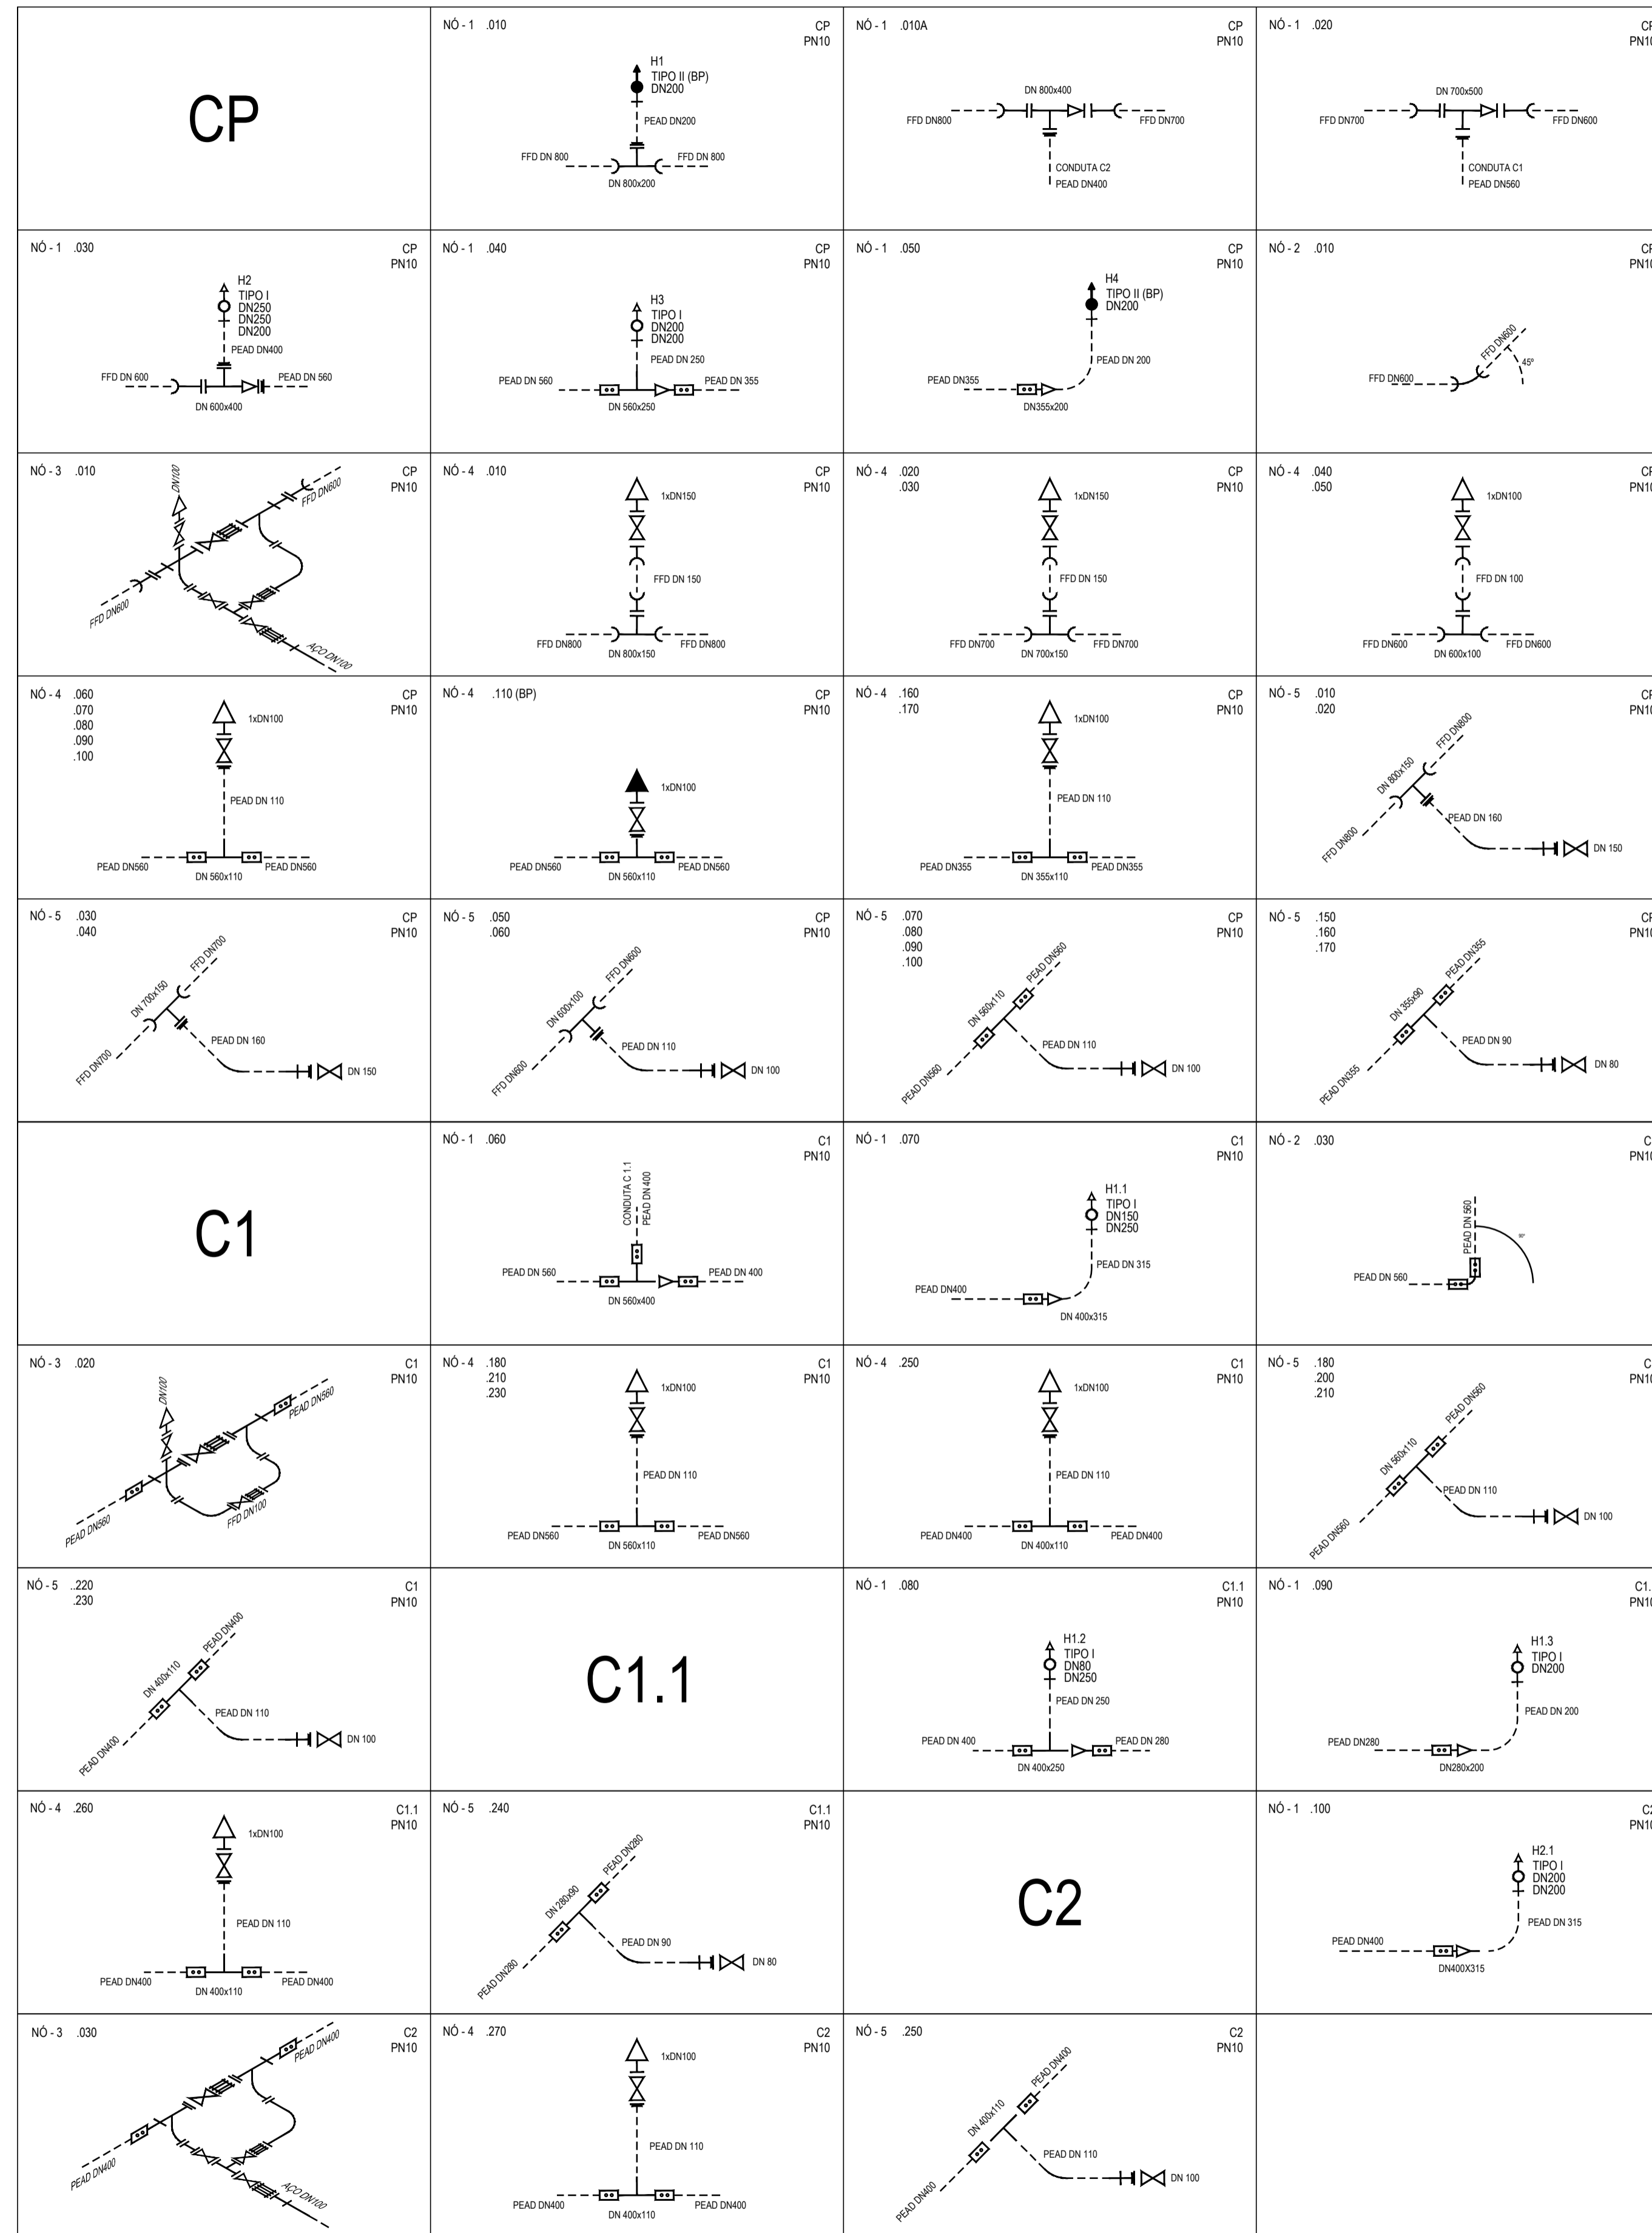 CP
NÓ - 1 .010
CP
PN10
H1
TIPO II (BP)
DN200
PEAD DN200
FFD DN 800
FFD DN 800
DN 800x200
NÓ - 1 .010A
CP
PN10
DN 800x400
FFD DN800
FFD DN700
CONDUTA C2
PEAD DN400
NÓ - 1 .020
PN10
DN 700x500
FFD DN700
FFD DN600
CONDUTA C1
PEAD DN560
NÓ - 1 .030
CP
PN10
H2
TIPO I
DN250
DN250
DN200
PEAD DN400
FFD DN 600
PEAD DN 560
DN 600x400
NÓ - 1 .040
CP
PN10
H3
TIPO I
DN200
DN200
PEAD DN 250
PEAD DN 560
PEAD DN 355
DN 560x250
NÓ - 1 .050
CP
PN10
H4
TIPO II (BP)
DN200
PEAD DN 200
PEAD DN355
DN355x200
NÓ - 2 .010
PN10
FFD DN600
45º
FFD DN600
NÓ - 3 .010
CP
PN10
DN100
FFD DN600
FFD DN600
AÇO DN100
NÓ - 4 .010
CP
PN10
1xDN150
FFD DN 150
FFD DN800
FFD DN800
DN 800x150
NÓ - 4 .020
.030
CP
PN10
1xDN150
FFD DN 150
FFD DN700
FFD DN700
DN 700x150
NÓ - 4 .040
.050
PN10
1xDN100
FFD DN 100
FFD DN600
FFD DN600
DN 600x100
NÓ - 4 .060
.070
.080
.090
.100
CP
PN10
1xDN100
PEAD DN 110
PEAD DN560
PEAD DN560
DN 560x110
NÓ - 4 .110 (BP)
CP
PN10
1xDN100
PEAD DN560
PEAD DN560
DN 560x110
NÓ - 4 .160
.170
CP
PN10
1xDN100
PEAD DN 110
PEAD DN355
PEAD DN355
DN 355x110
NÓ - 5 .010
.020
PN10
FFD DN800
DN 800x150
PEAD DN 160
FFD DN800
DN 150
NÓ - 5 .030
.040
CP
PN10
FFD DN700
DN 700x150
PEAD DN 160
FFD DN700
DN 150
NÓ - 5 .050
.060
CP
PN10
FFD DN600
DN 600x100
PEAD DN 110
FFD DN600
DN 100
NÓ - 5 .070
.080
.090
.100
CP
PN10
PEAD DN560
DN 560x110
PEAD DN 110
PEAD DN560
DN 100
NÓ - 5 .150
.160
.170
PN10
PEAD DN355
DN 355x90
PEAD DN 90
PEAD DN355
DN 80
C1
NÓ - 1 .060
C1
PN10
CONDUTA C 1.1
PEAD DN 400
PEAD DN 560
PEAD DN 400
DN 560x400
NÓ - 1 .070
C1
PN10
H1.1
TIPO I
DN150
DN250
PEAD DN 315
PEAD DN400
DN 400x315
NÓ - 2 .030
PN10
PEAD DN 560
PEAD DN 560
NÓ - 3 .020
C1
PN10
DN100
PEAD DN560
PEAD DN560
FFD DN100
NÓ - 4 .180
.210
.230
C1
PN10
1xDN100
PEAD DN 110
PEAD DN560
PEAD DN560
DN 560x110
NÓ - 4 .250
C1
PN10
1xDN100
PEAD DN 110
PEAD DN400
PEAD DN400
DN 400x110
NÓ - 5 .180
.200
.210
PN10
PEAD DN560
DN 560x110
PEAD DN 110
PEAD DN560
DN 100
NÓ - 5 ..220
.230
C1
PN10
PEAD DN400
DN 400x110
PEAD DN 110
PEAD DN400
DN 100
C1.1
NÓ - 1 .080
C1.1
PN10
H1.2
TIPO I
DN80
DN250
PEAD DN 250
PEAD DN 400
PEAD DN 280
DN 400x250
NÓ - 1 .090
PN10
H1.3
TIPO I
DN200
PEAD DN 200
PEAD DN280
DN280x200
NÓ - 4 .260
C1.1
PN10
1xDN100
PEAD DN 110
PEAD DN400
PEAD DN400
DN 400x110
NÓ - 5 .240
C1.1
PN10
PEAD DN280
DN 280x90
PEAD DN 90
PEAD DN280
DN 80
C2
NÓ - 1 .100
C2
PN10
H2.1
TIPO I
DN200
DN200
PEAD DN 315
PEAD DN400
DN400X315
NÓ - 3 .030
C2
PN10
PEAD DN400
PEAD DN400
AÇO DN100
NÓ - 4 .270
C2
PN10
1xDN100
PEAD DN 110
PEAD DN400
PEAD DN400
DN 400x110
NÓ - 5 .250
C2
PN10
PEAD DN400
DN 400x110
PEAD DN 110
PEAD DN400
DN 100